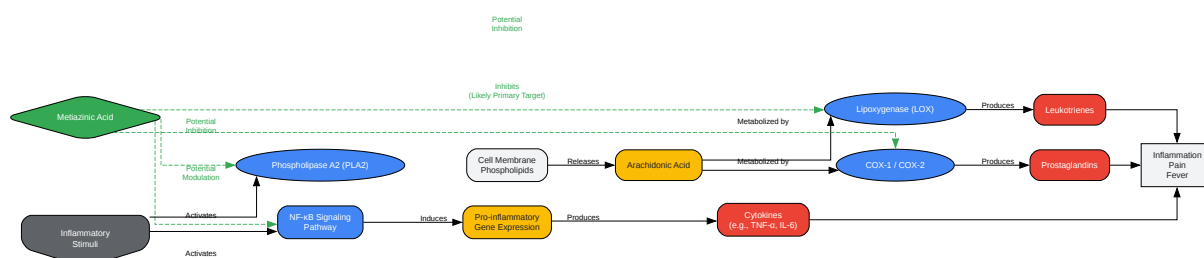 Potential
Inhibition
Inhibits
(Likely Primary Target)
Metiazinic Acid
Potential
Inhibition
Metabolized by
Lipoxygenase (LOX)
Produces
Leukotrienes
Phospholipase A2 (PLA2)
Cell Membrane
Phospholipids
Releases
Arachidonic Acid
Metabolized by
COX-1 / COX-2
Produces
Prostaglandins
Inflammation
Pain
Fever
Potential
Modulation
Inflammatory
Stimuli
Activates
NF-κB Signaling
Pathway
Induces
Pro-inflammatory
Gene Expression
Produces
Cytokines
(e.g., TNF-α, IL-6)
Activates